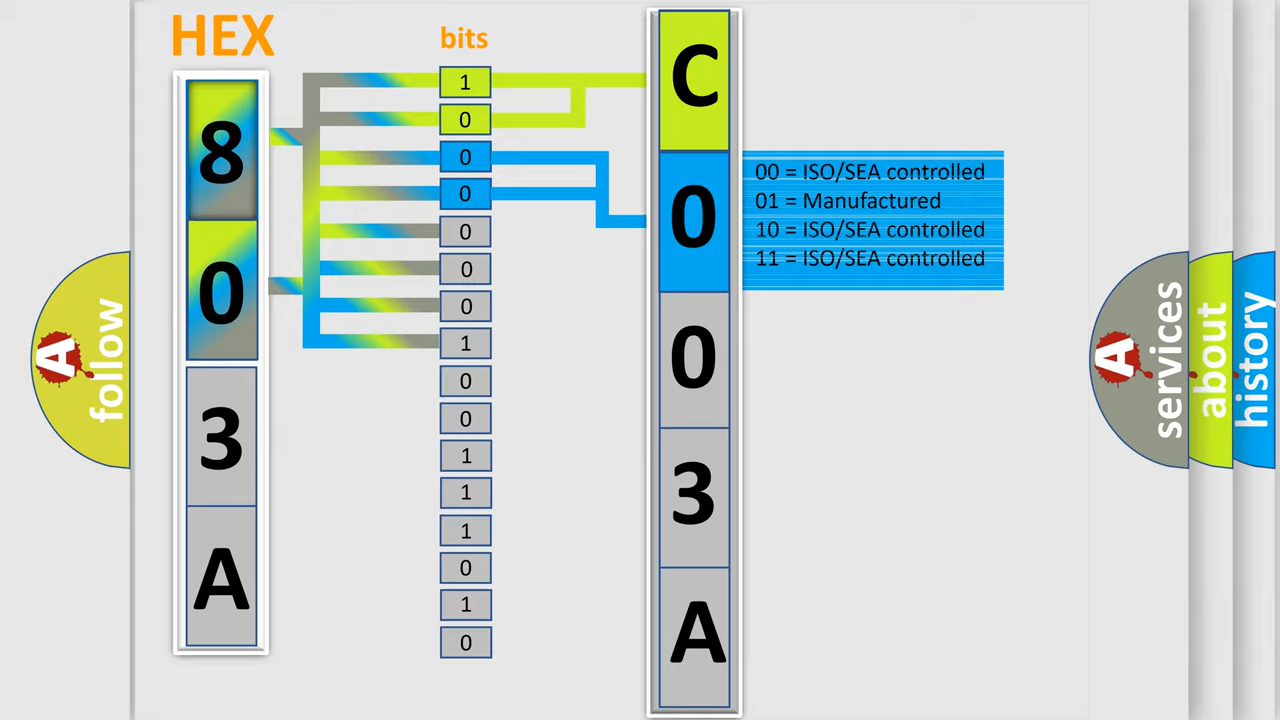 HEX
bits
8
0
3
A
1
0
0
0
0
0
0
1
0
0
1
1
1
0
1
0
C
0
0
3
A
00 = ISO/SEA controlled
01 = Manufactured
10 = ISO/SEA controlled
11 = ISO/SEA controlled
A
follow
A
services
about
history